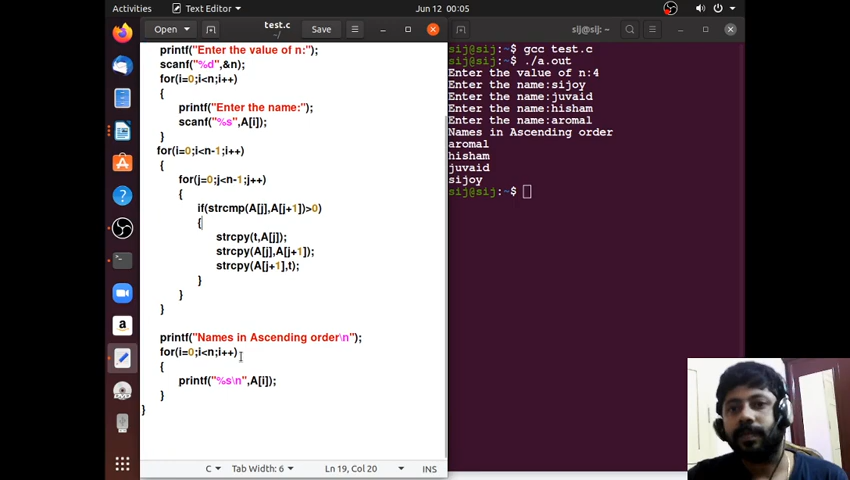 Activities
Text Editor
Jun 12 00:05
Open
test.c
~/
Save
sij@sij: ~
printf("Enter the value of n:");
scanf("%d",&n);
for(i=0;i<n;i++)
{
printf("Enter the name:");
scanf("%s",A[i]);
}
for(i=0;i<n-1;i++)
{
for(j=0;j<n-1;j++)
{
if(strcmp(A[j],A[j+1])>0)
{
strcpy(t,A[j]);
strcpy(A[j],A[j+1]);
strcpy(A[j+1],t);
}
}
}
printf("Names in Ascending order\n");
for(i=0;i<n;i++)
{
printf("%s\n",A[i]);
}
}
C
Tab Width: 6
Ln 19, Col 20
INS
sij@sij:~$ gcc test.c
sij@sij:~$ ./a.out
Enter the value of n:4
Enter the name:sijoy
Enter the name:juvaid
Enter the name:hisham
Enter the name:aromal
Names in Ascending order
aromal
hisham
juvaid
sijoy
sij@sij:~$